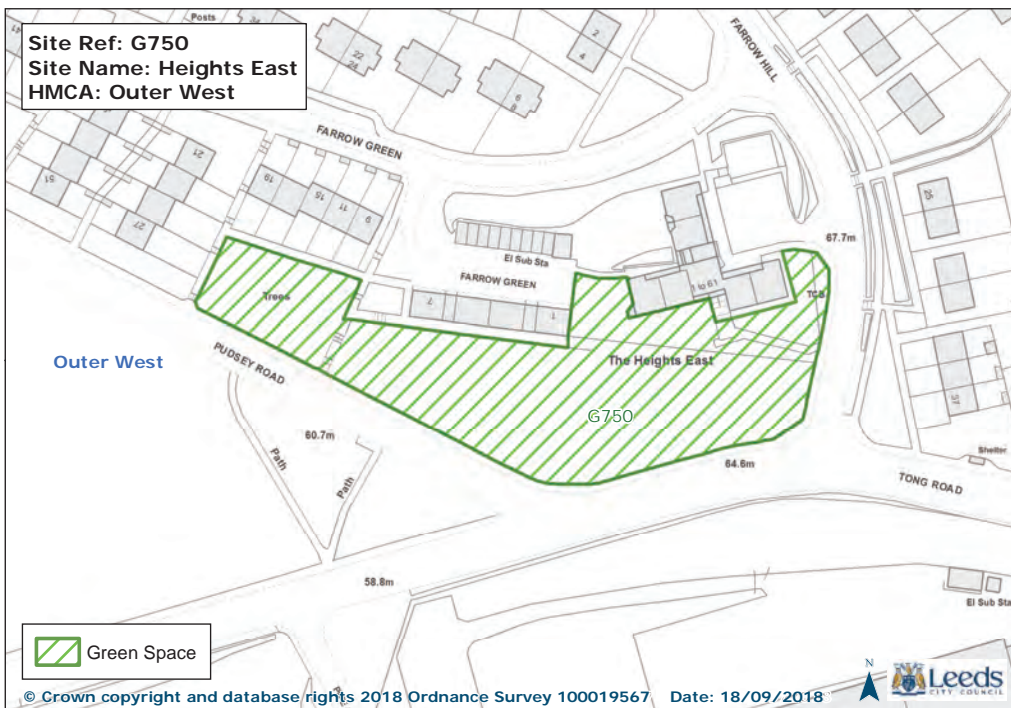 Site Ref: G750
Site Name: Heights East
HMCA: Outer West
Posts
22
24
2
4
6
8
FARROW HILL
FARROW GREEN
21
51
27
19
15
11
9
25
67.7m
El Sub Sta
FARROW GREEN
7
1
1 to 61
TCB
Trees
The Heights East
Outer West
PUDSEY ROAD
G750
37
60.7m
Path
Path
64.6m
Shelter
TONG ROAD
58.8m
El Sub Sta
Green Space
N
Leeds
CITY COUNCIL
© Crown copyright and database rights 2018 Ordnance Survey 100019567 Date: 18/09/2018